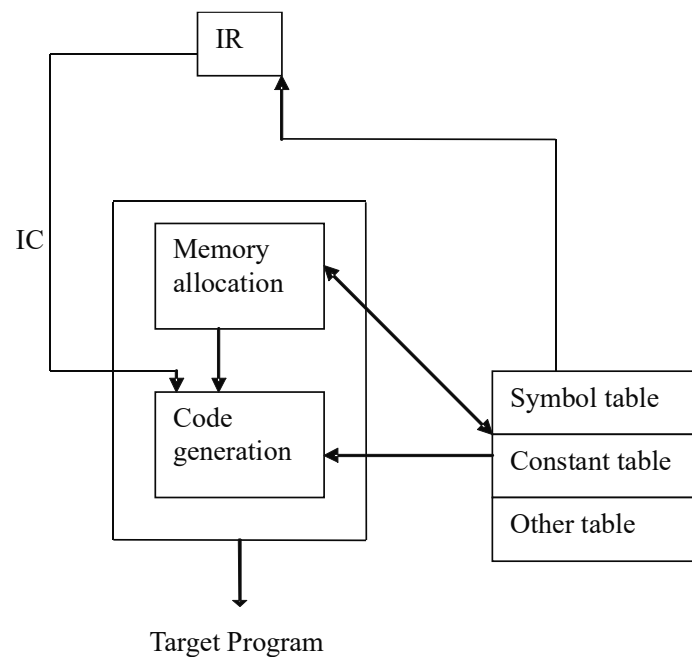 IR
IC
Memory
allocation
Code
generation
Symbol table
Constant table
Other table
Target Program